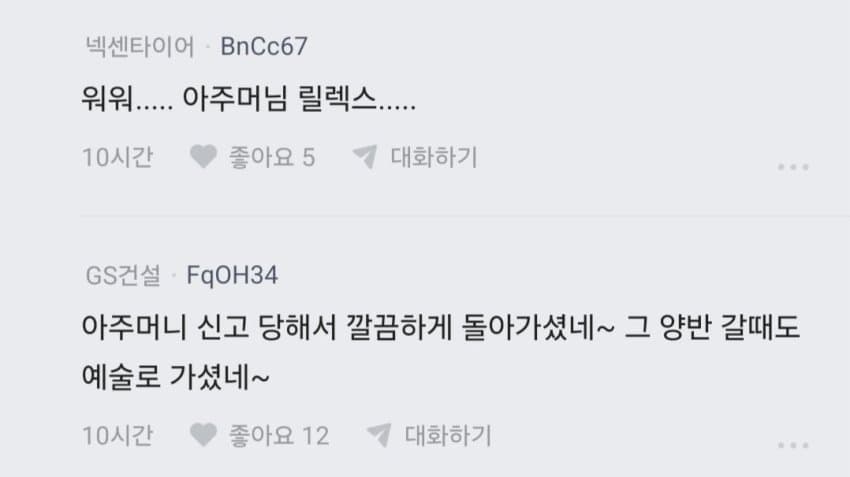 넥센타이어 · BnCc67
워워..... 아주머님 릴렉스.....
10시간 좋아요 5 대화하기
GS건설 · FqOH34
아주머니 신고 당해서 깔끔하게 돌아가셨네~ 그 양반 갈때도
예술로 가셨네~
10시간 좋아요 12 대화하기